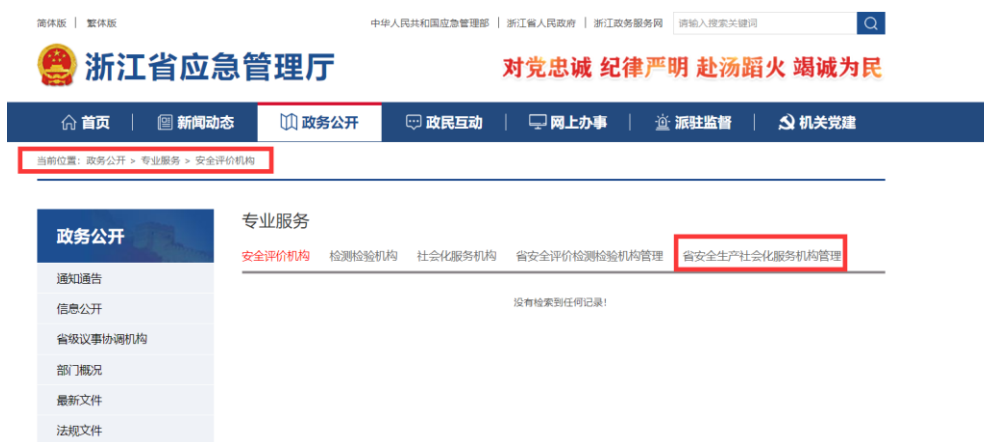 简体版 | 繁体版 中华人民共和国应急管理部 | 浙江省人民政府 | 浙江政务服务网 请输入搜索关键词
浙江省应急管理厅 对党忠诚 纪律严明 赴汤蹈火 竭诚为民
首页 | 新闻动态 政务公开 政民互动 | 网上办事 | 派驻监督 | 机关党建
当前位置：政务公开 > 专业服务 > 安全评价机构
专业服务
政务公开
安全评价机构 检测检验机构 社会化服务机构 省安全评价检测检验机构管理 省安全生产社会化服务机构管理
通知通告
没有检索到任何记录!
信息公开
省级议事协调机构
部门概况
最新文件
法规文件